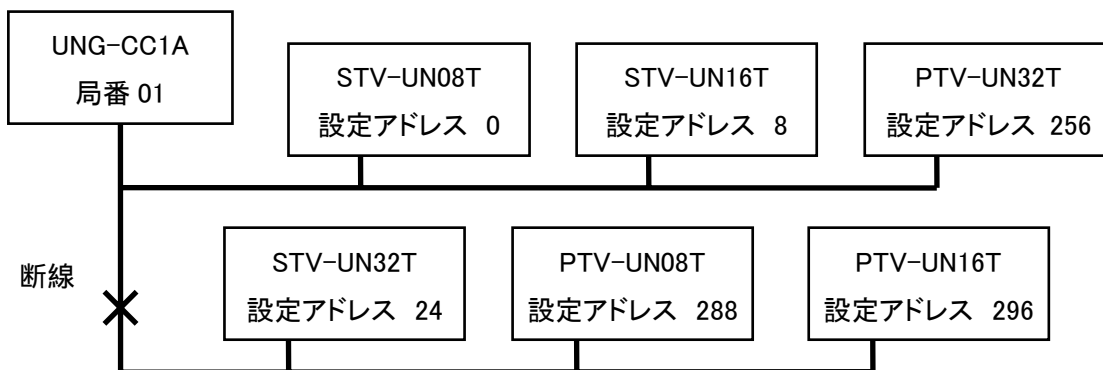 UNG-CC1A
局番 01
STV-UN08T
設定アドレス 0
STV-UN16T
設定アドレス 8
PTV-UN32T
設定アドレス 256
断線
STV-UN32T
設定アドレス 24
PTV-UN08T
設定アドレス 288
PTV-UN16T
設定アドレス 296